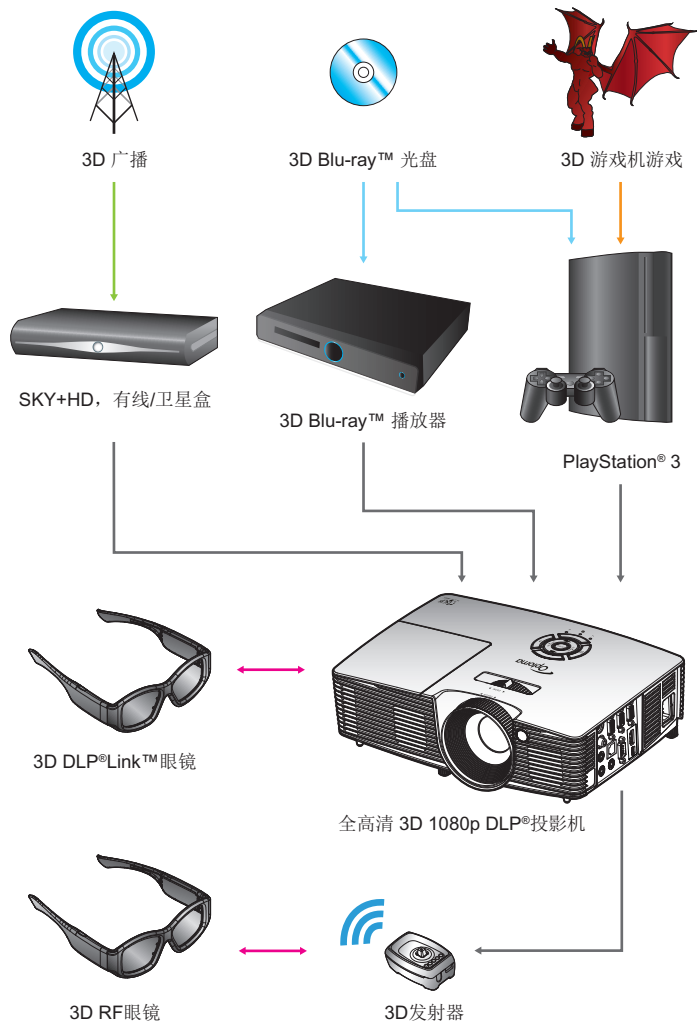 3D 广播
3D Blu-ray™ 光盘
3D 游戏机游戏
SKY+HD，有线/卫星盒
3D Blu-ray™ 播放器
PlayStation® 3
Optoma
3D DLP®Link™眼镜
全高清 3D 1080p DLP®投影机
3D RF眼镜
3D发射器